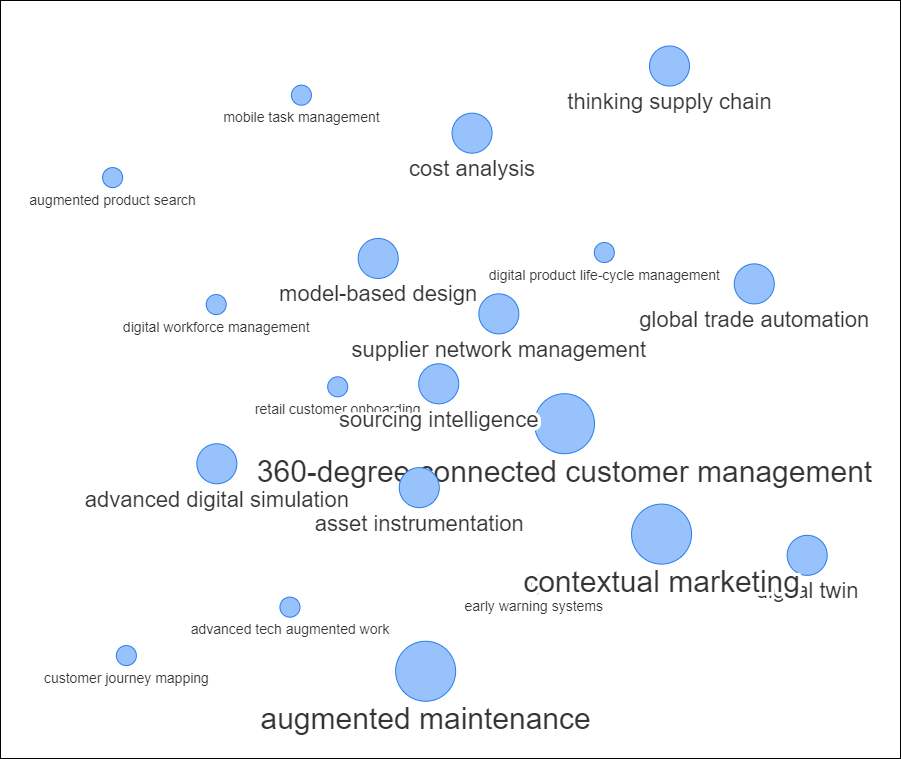 thinking supply chain
mobile task management
cost analysis
augmented product search
digital product life-cycle management
model-based design
global trade automation
digital workforce management
supplier network management
retail customer onboarding
sourcing intelligence
360-degree connected customer management
advanced digital simulation
asset instrumentation
contextual marketing
digital twin
early warning systems
advanced tech augmented work
customer journey mapping
augmented maintenance